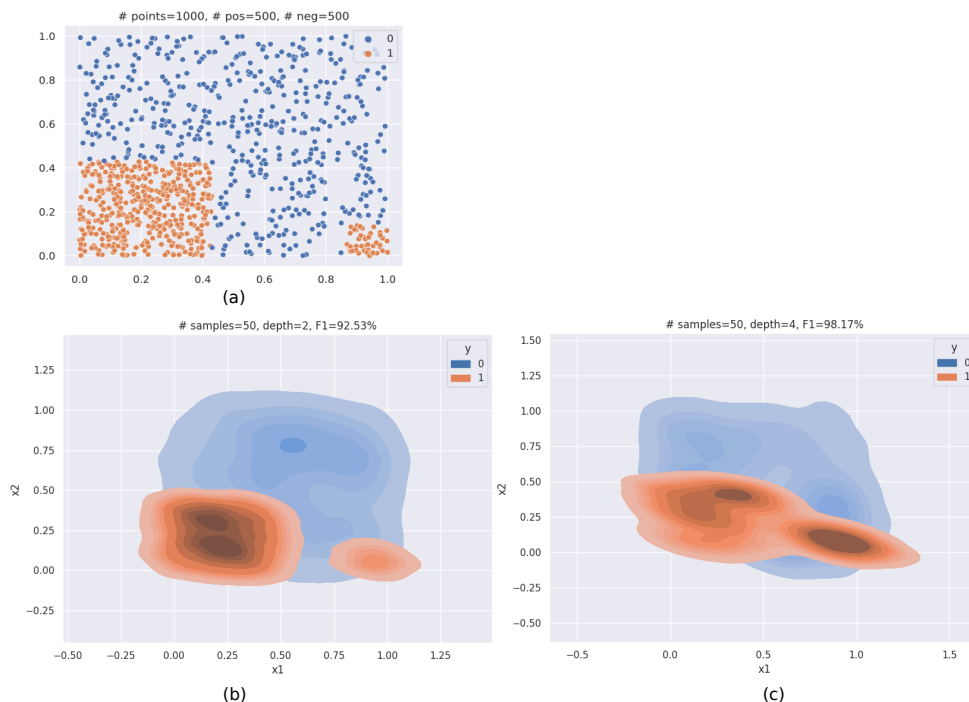 # points=1000, # pos=500, # neg=500
1.0
0.8
0.6
0.4
0.2
0.0
0.0 0.2 0.4 0.6 0.8 1.0
0
1
(a)
# samples=50, depth=2, F1=92.53%
y
0
1
x2
1.25
1.00
0.75
0.50
0.25
0.00
−0.25
−0.50 −0.25 0.00 0.25 0.50 0.75 1.00 1.25
x1
(b)
# samples=50, depth=4, F1=98.17%
y
0
1
x2
1.50
1.25
1.00
0.75
0.50
0.25
0.00
−0.25
−0.50
−0.5 0.0 0.5 1.0 1.5
x1
(c)